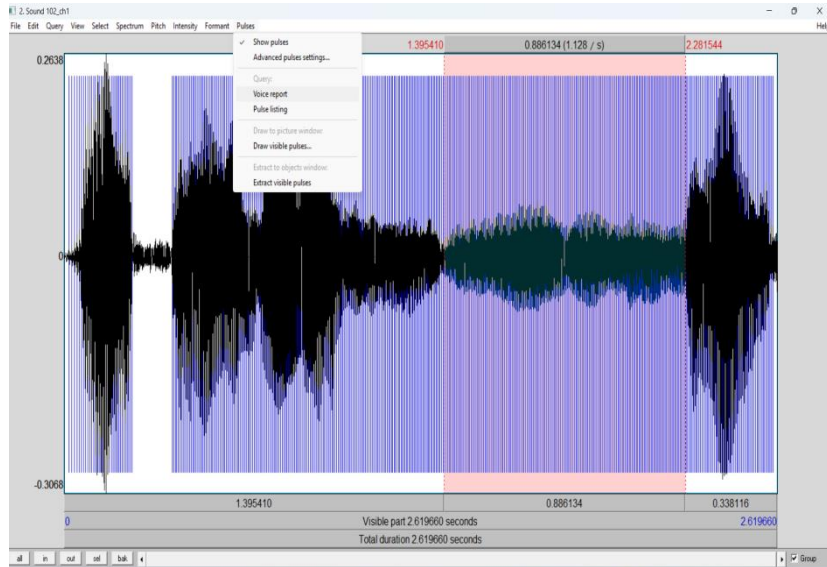 2. Sound 102_ch1
File Edit Query View Select Spectrum Pitch Intensity Formant Pulses Hel
✓ Show pulses
Advanced pulses settings...
Query:
Voice report
Pulse listing
Draw to picture window:
Draw visible pulses...
Extract to objects window:
Extract visible pulses
1.395410 0.886134 (1.128 / s) 2.281544
0.2638
0
-0.3068
1.395410 0.886134 0.338116
0 Visible part 2.619660 seconds 2.619660
Total duration 2.619660 seconds
all in out sel bak Group